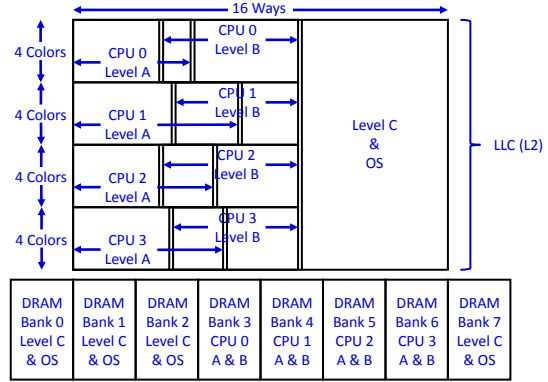 16 Ways
4 Colors
CPU 0
Level A
CPU 0
Level B
4 Colors
CPU 1
Level A
CPU 1
Level B
4 Colors
CPU 2
Level A
CPU 2
Level B
4 Colors
CPU 3
Level A
CPU 3
Level B
Level C
&
OS
LLC (L2)
DRAM
Bank 0
Level C
& OS
DRAM
Bank 1
Level C
& OS
DRAM
Bank 2
Level C
& OS
DRAM
Bank 3
CPU 0
A & B
DRAM
Bank 4
CPU 1
A & B
DRAM
Bank 5
CPU 2
A & B
DRAM
Bank 6
CPU 3
A & B
DRAM
Bank 7
Level C
& OS